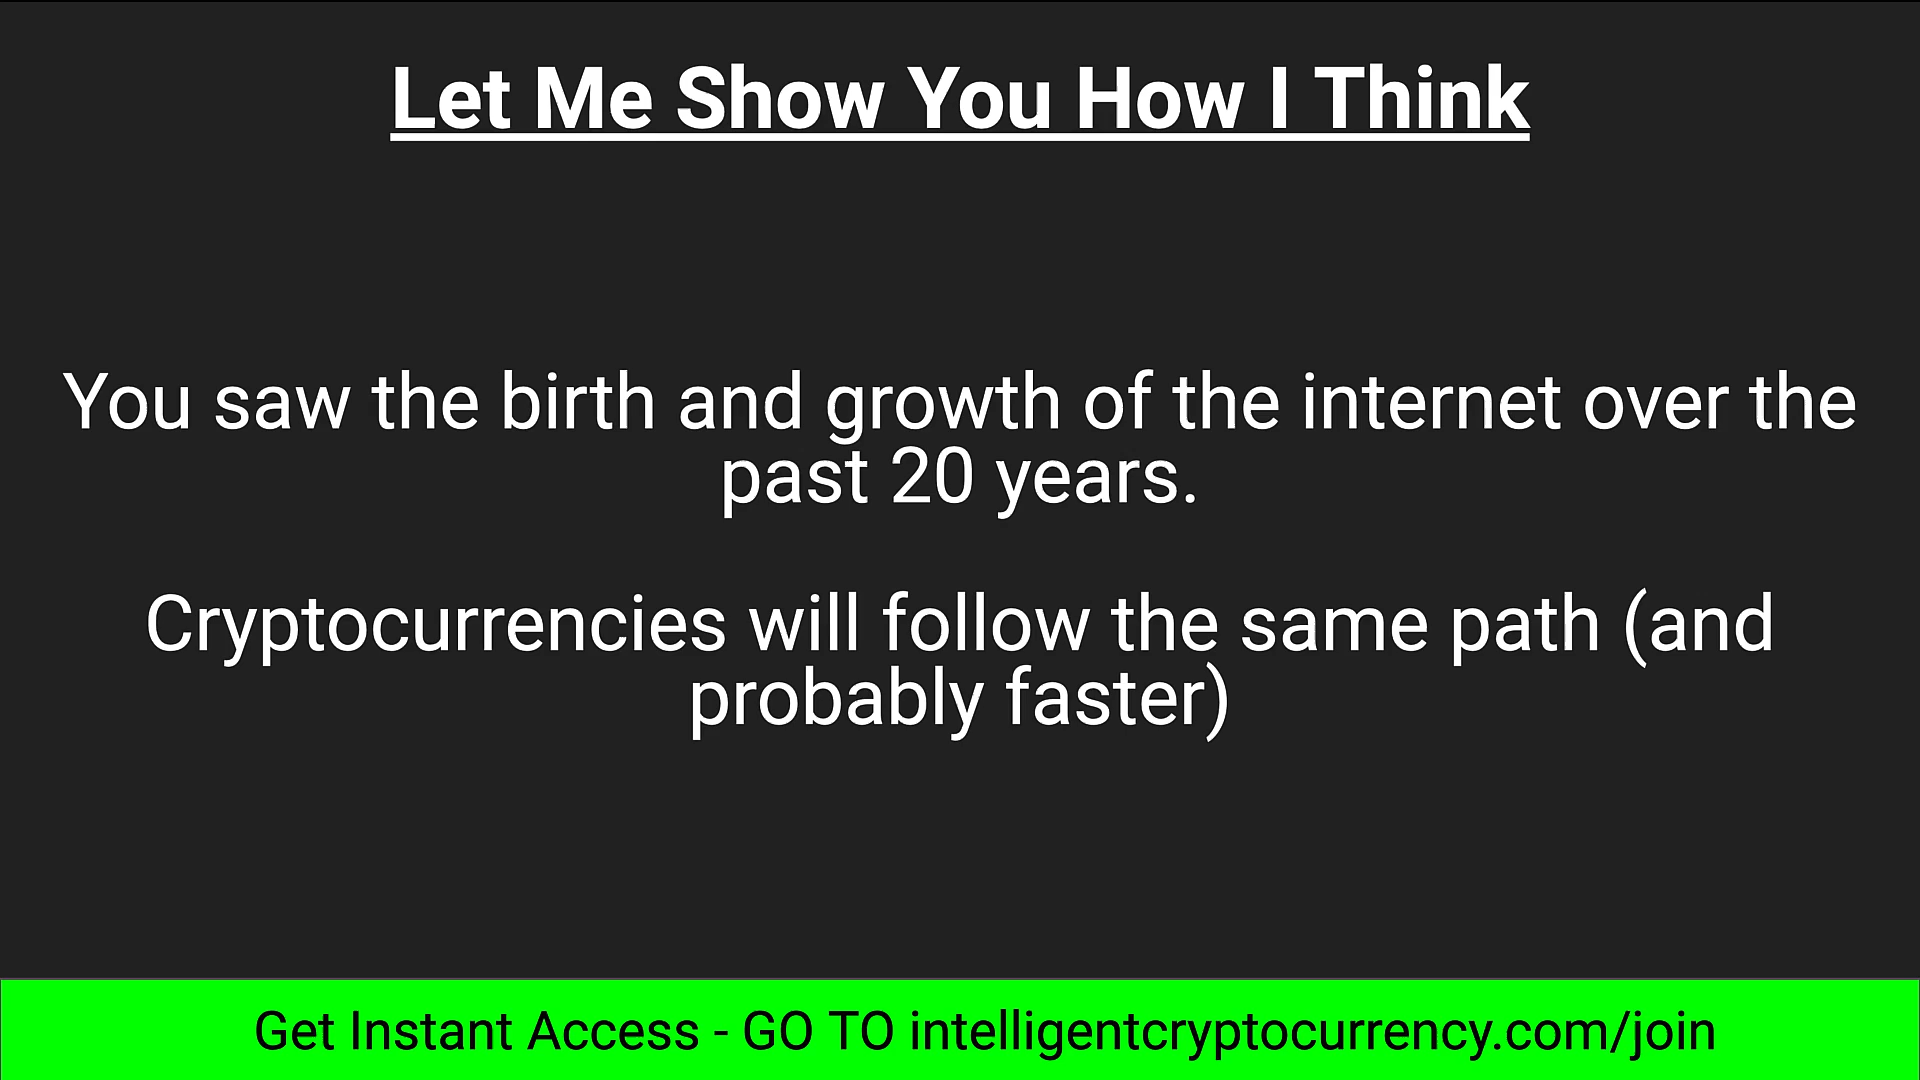 Let Me Show You How I Think
You saw the birth and growth of the internet over the
past 20 years.
Cryptocurrencies will follow the same path (and
probably faster)
Get Instant Access - GO TO intelligentcryptocurrency.com/join